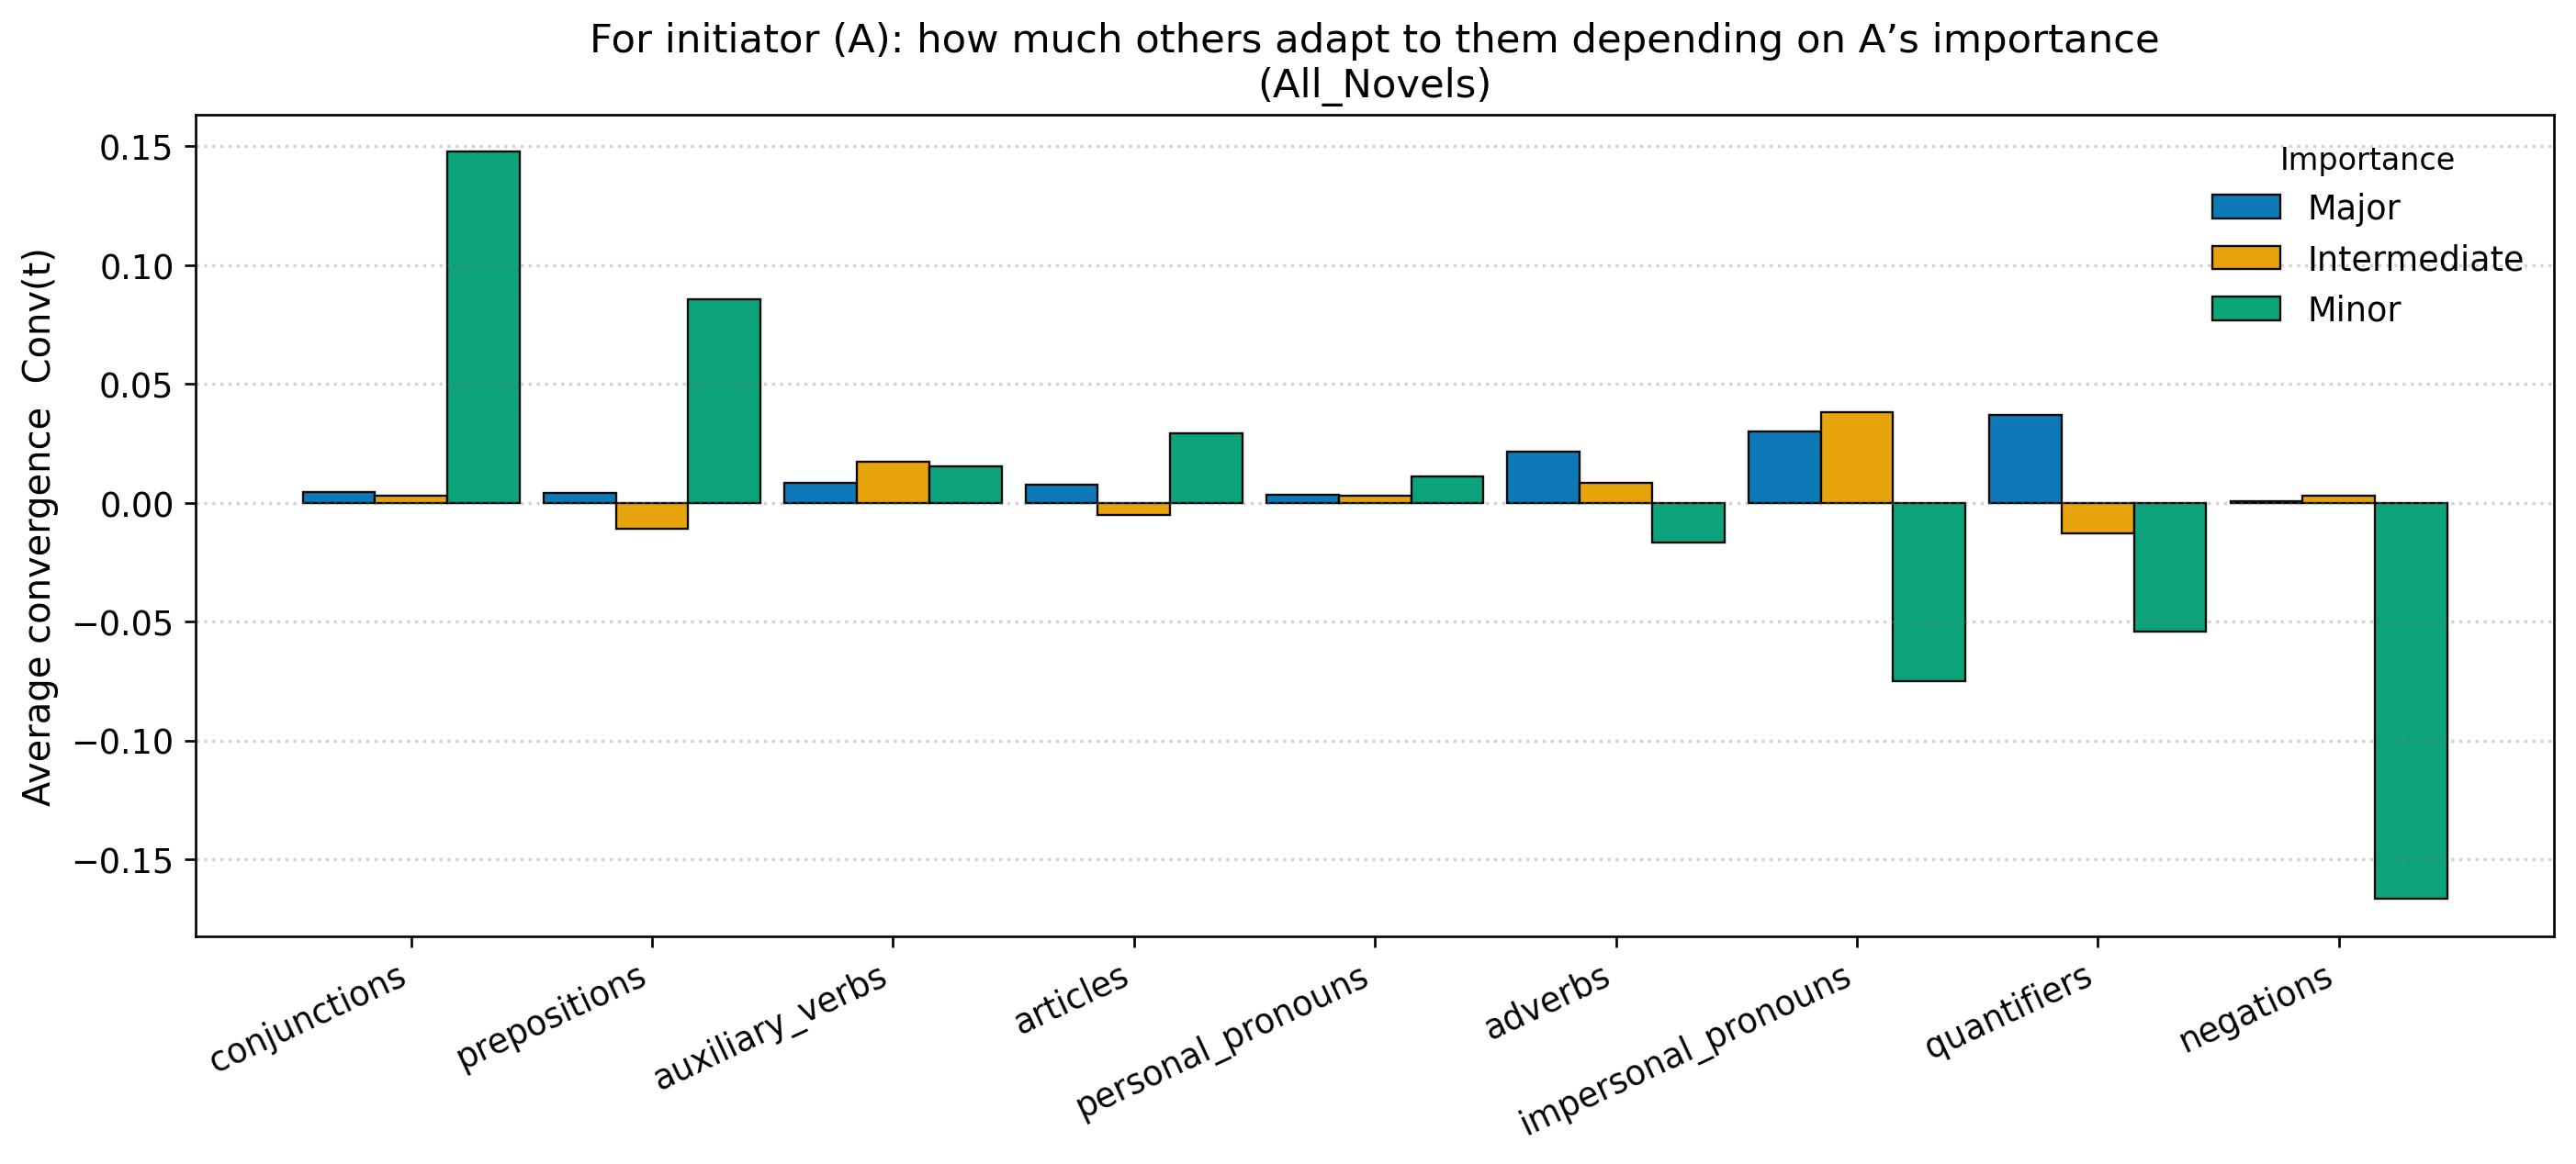 For initiator (A): how much others adapt to them depending on A’s importance
(All_Novels)
Average convergence  Conv(t)
0.15
0.10
0.05
0.00
−0.05
−0.10
−0.15
Importance
Major
Intermediate
Minor
conjunctions
prepositions
auxiliary_verbs
articles
personal_pronouns
adverbs
impersonal_pronouns
quantifiers
negations